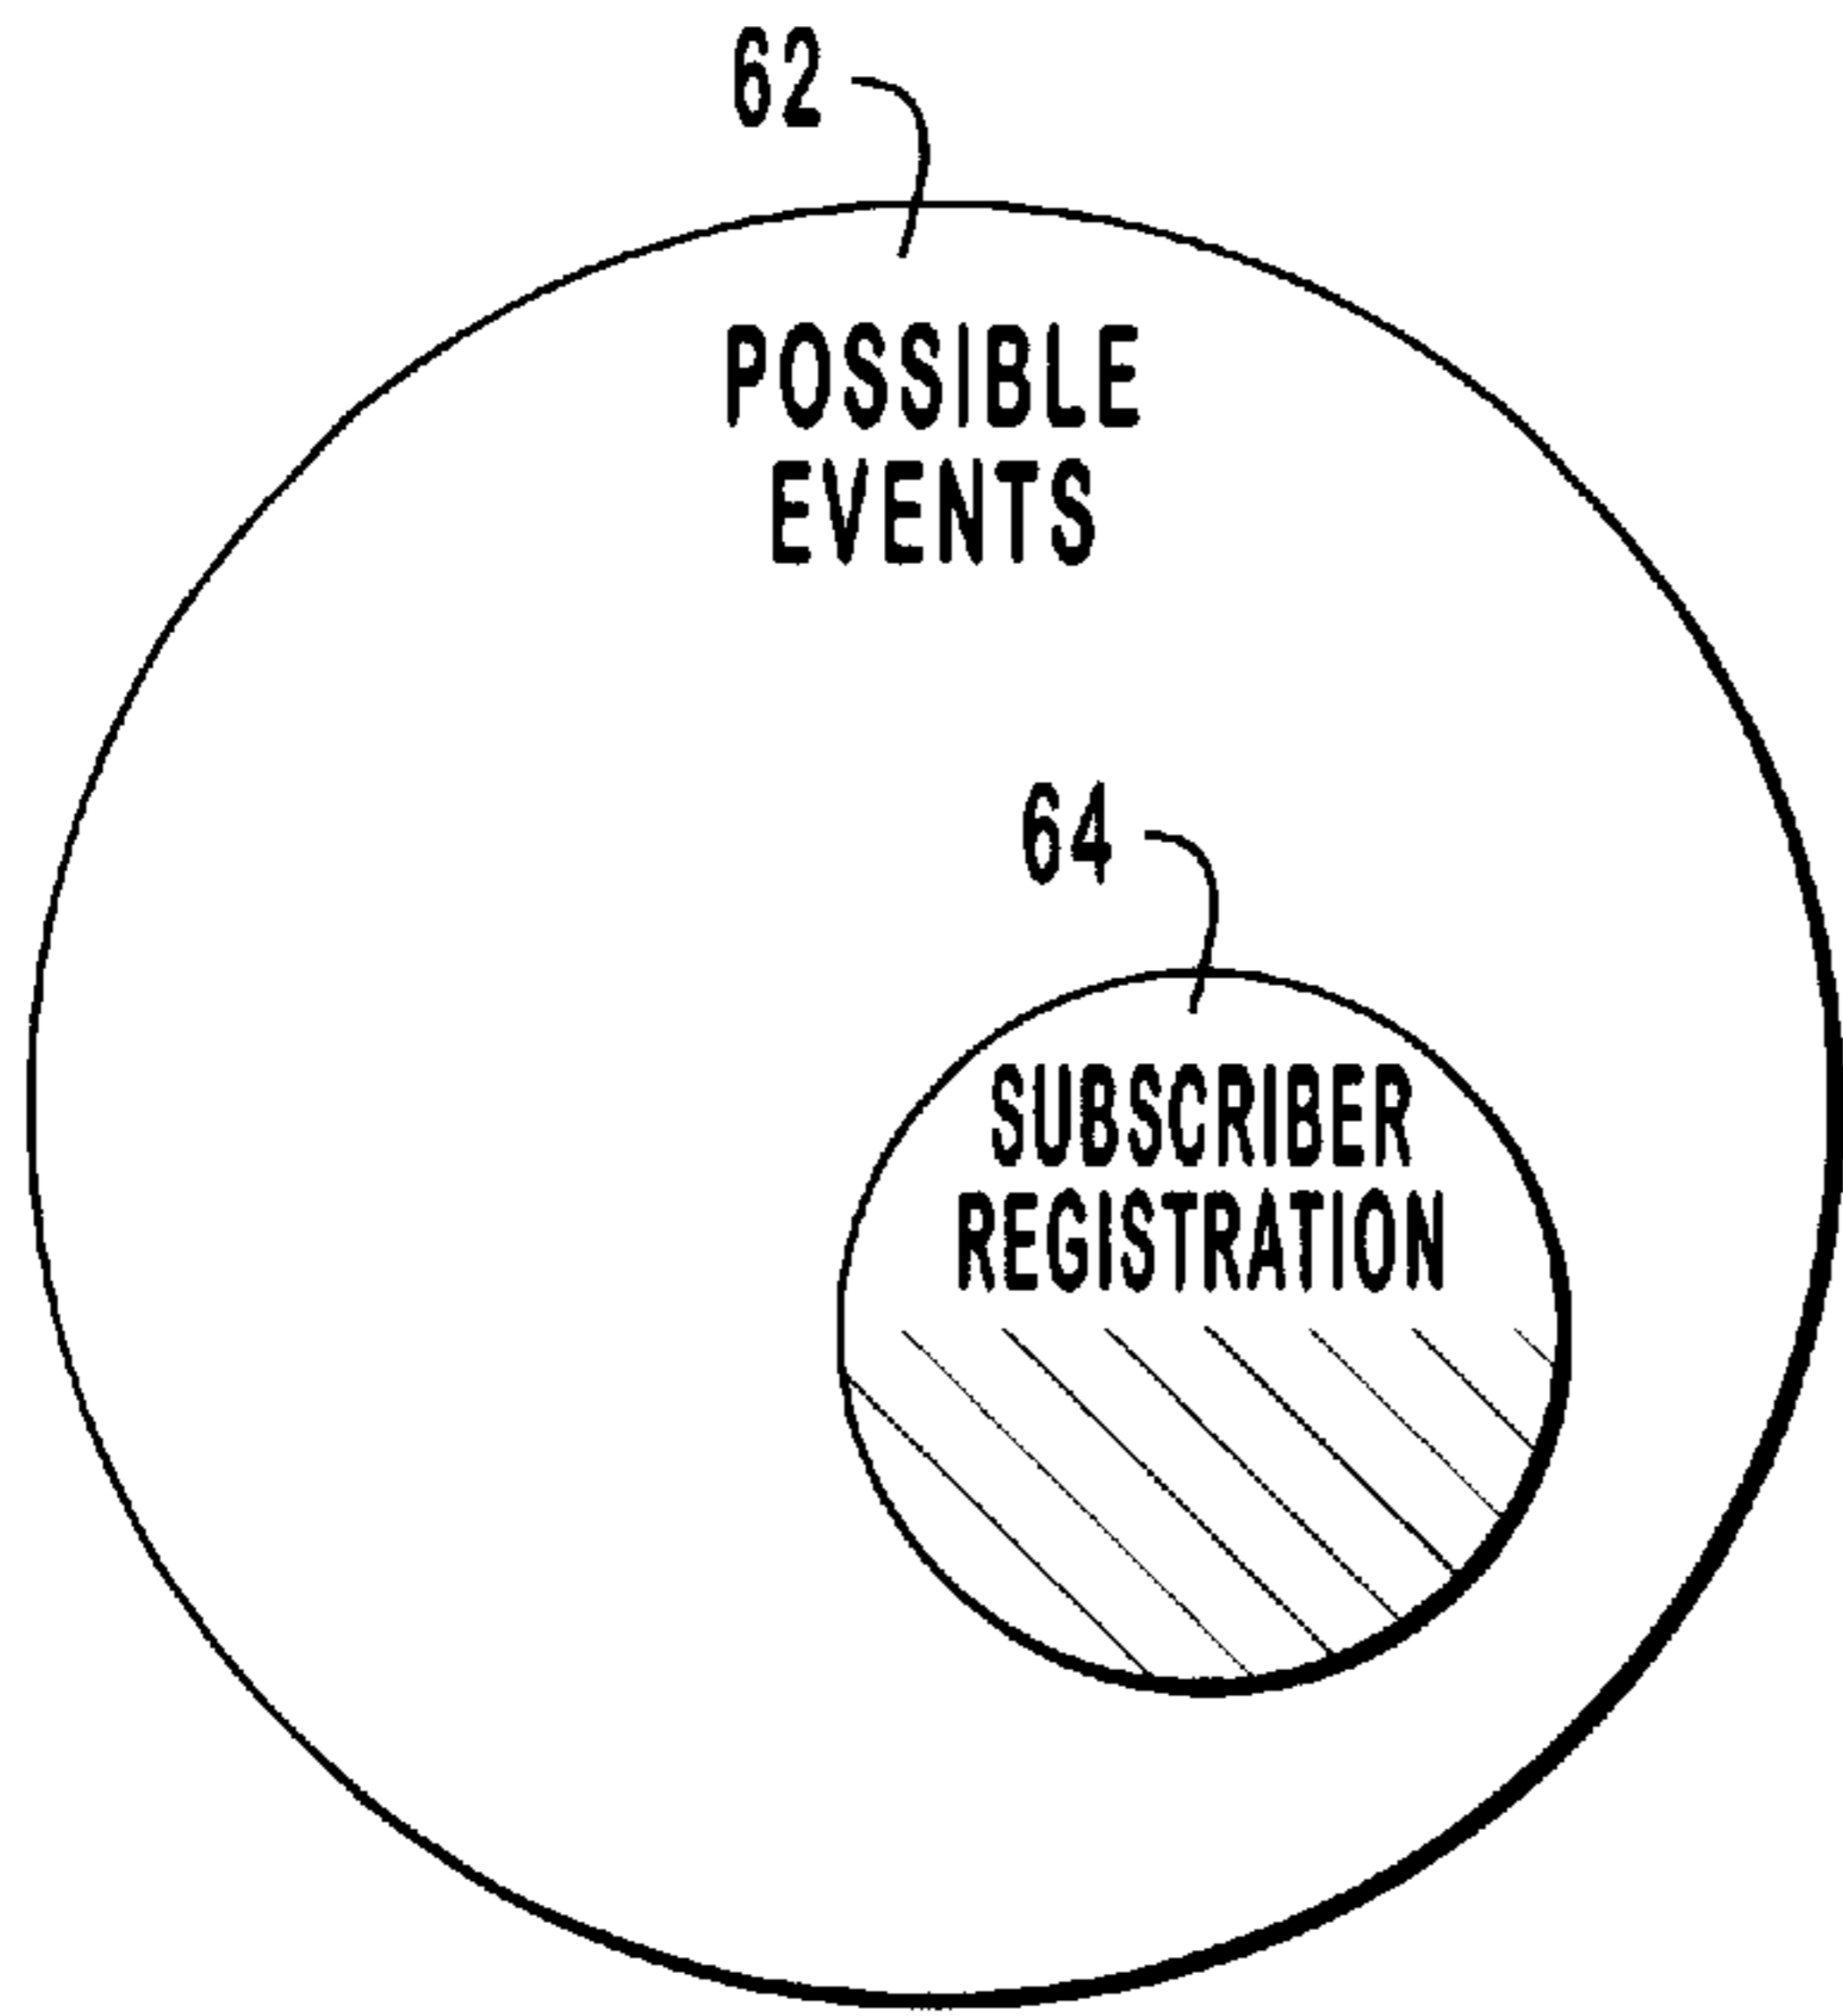 62
POSSIBLE
EVENTS
64
SUBSCRIBER
REGISTRATION